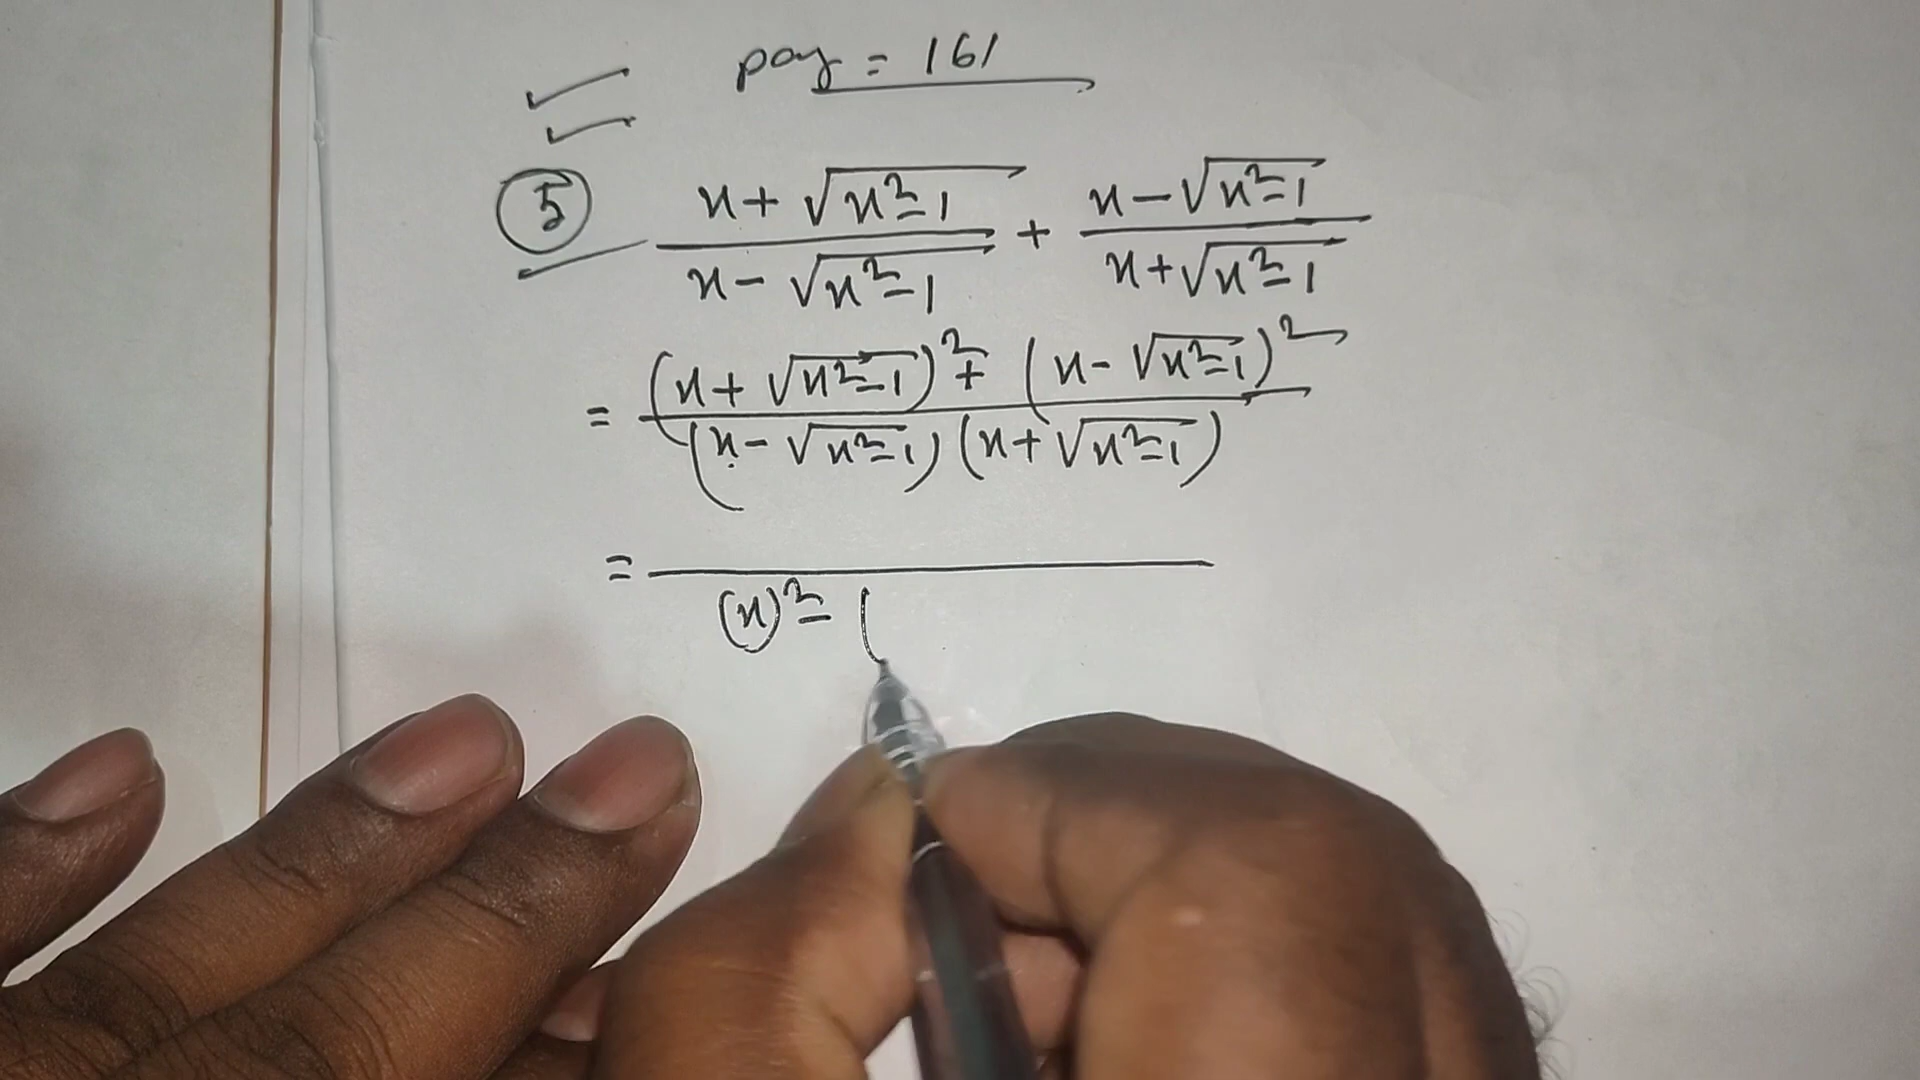 pay = 161
⑤ (x + √(x² - 1))/(x - √(x² - 1)) + (x - √(x² - 1))/(x + √(x² - 1))
= ((x + √(x² - 1))² + (x - √(x² - 1))²)/((x - √(x² - 1))(x + √(x² - 1)))
= /((x)² - (